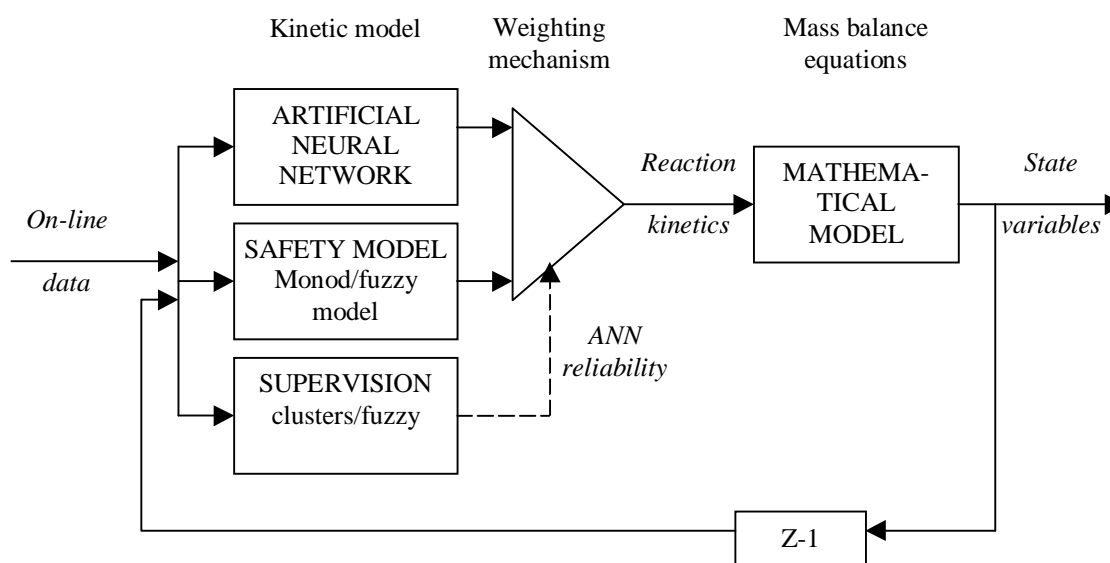 Kinetic model
Weighting
mechanism
Mass balance
equations
ARTIFICIAL
NEURAL
NETWORK
On-line
data
SAFETY MODEL
Monod/fuzzy
model
SUPERVISION
clusters/fuzzy
ANN
reliability
Reaction
kinetics
MATHEMA-
TICAL
MODEL
State
variables
Z-1